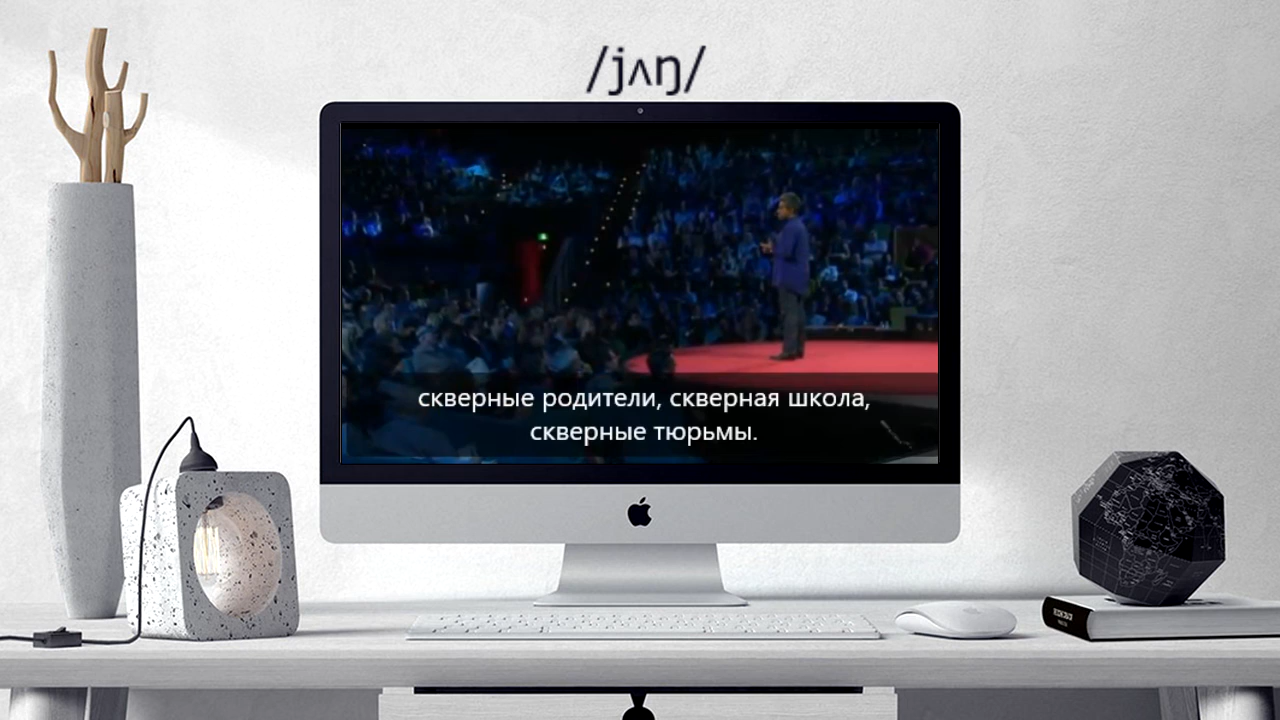 /jʌŋ/
скверные родители, скверная школа,
скверные тюрьмы.